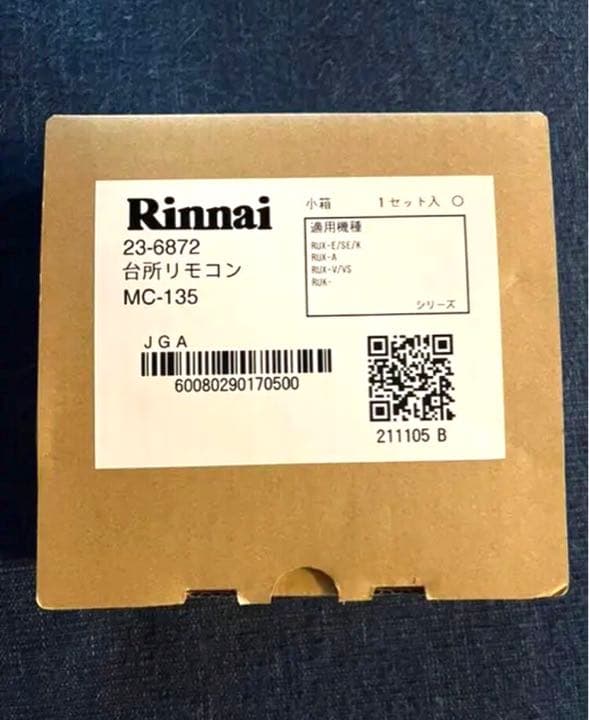 Rinnai
23-6872
台所リモコン
MC-135
小箱 1セット入 〇
適用機種
RUX-E/SE/K
RUX-A
RUX-V/VS
RUK-
シリーズ
JGA
60080290170500
211105 B